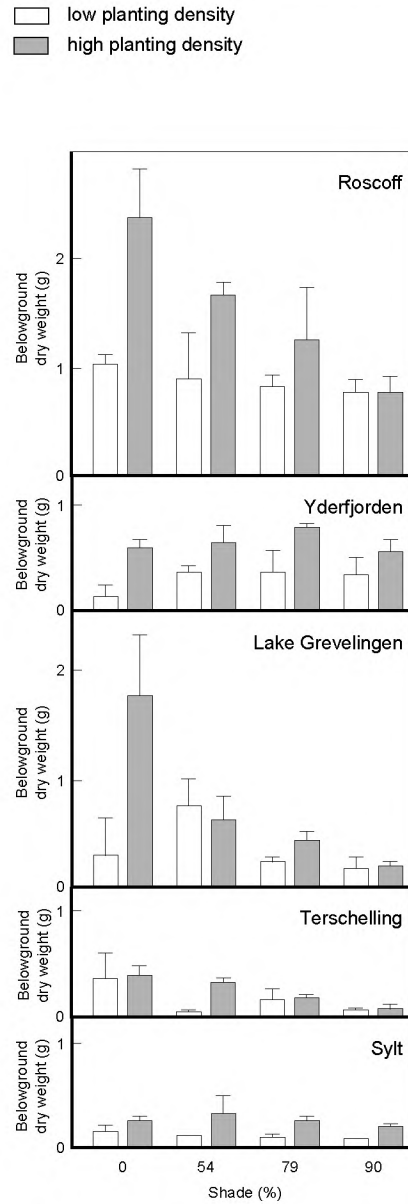 low planting density
high planting density
Roscoff
2
1
0
Belowground
dry weight (g)
Yderfjorden
1
0
Belowground
dry weight (g)
Lake Grevelingen
2
1
0
Belowground
dry weight (g)
Terschelling
1
0
Belowground
dry weight (g)
Sylt
1
0
Belowground
dry weight (g)
0 54 79 90
Shade (%)